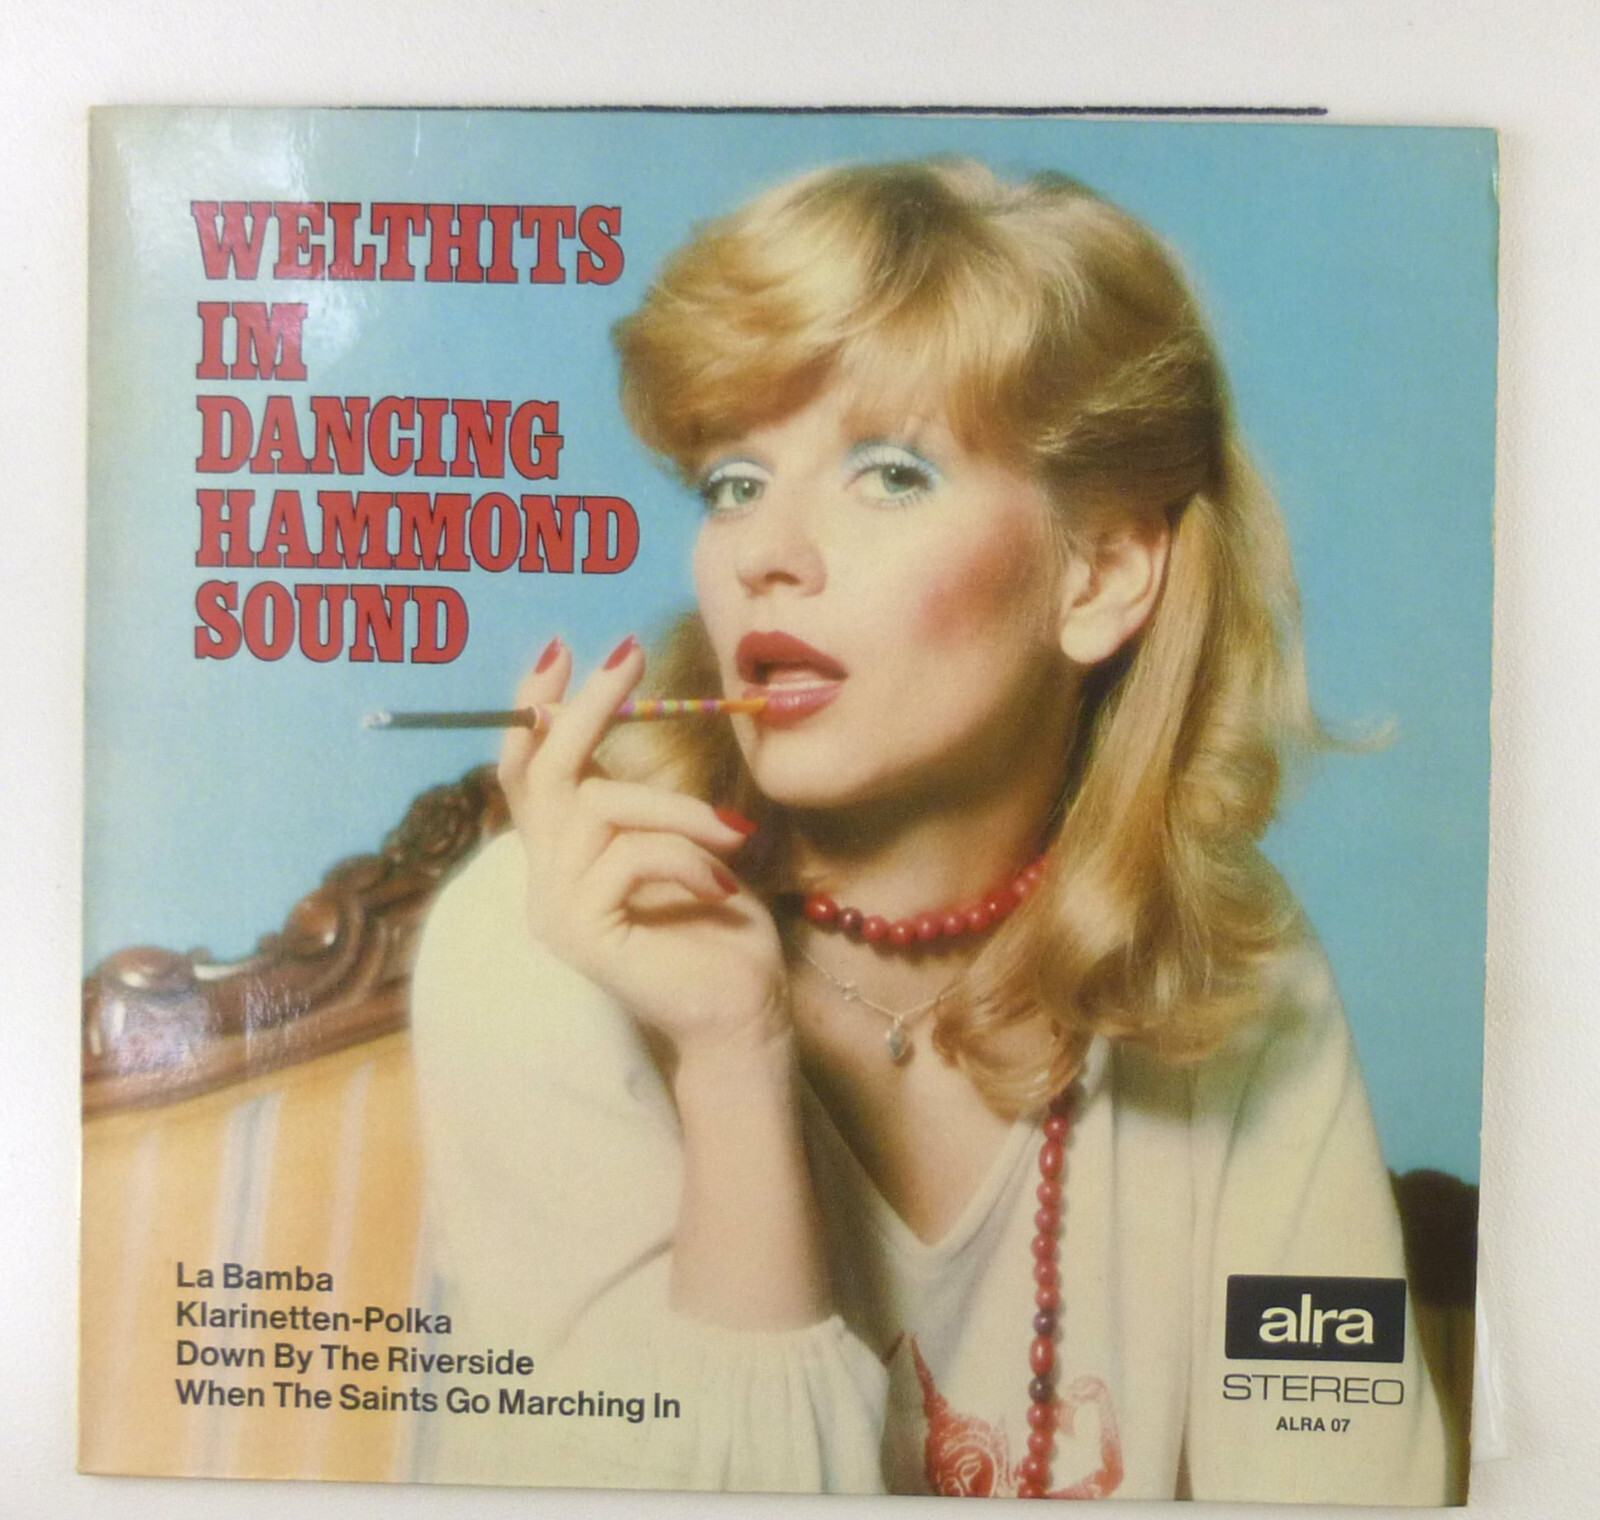 WELTHITS
IM
DANCING
HAMMOND
SOUND
La Bamba
Klarinetten-Polka
Down By The Riverside
When The Saints Go Marching In
alra
STEREO
ALRA 07